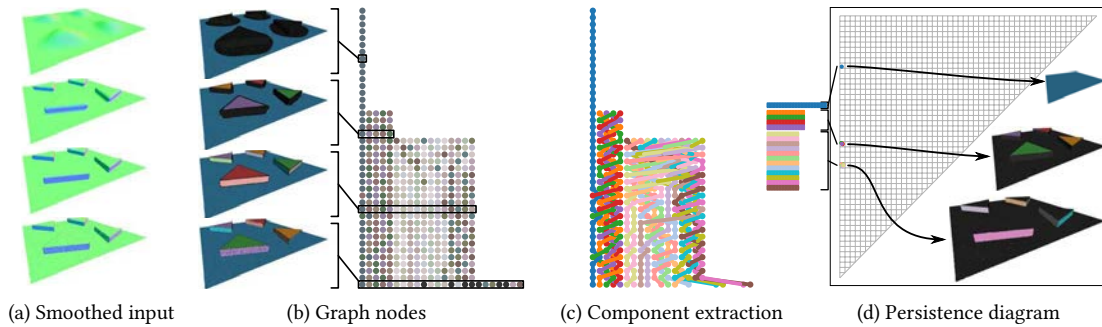 (a) Smoothed input
(b) Graph nodes
(c) Component extraction
(d) Persistence diagram